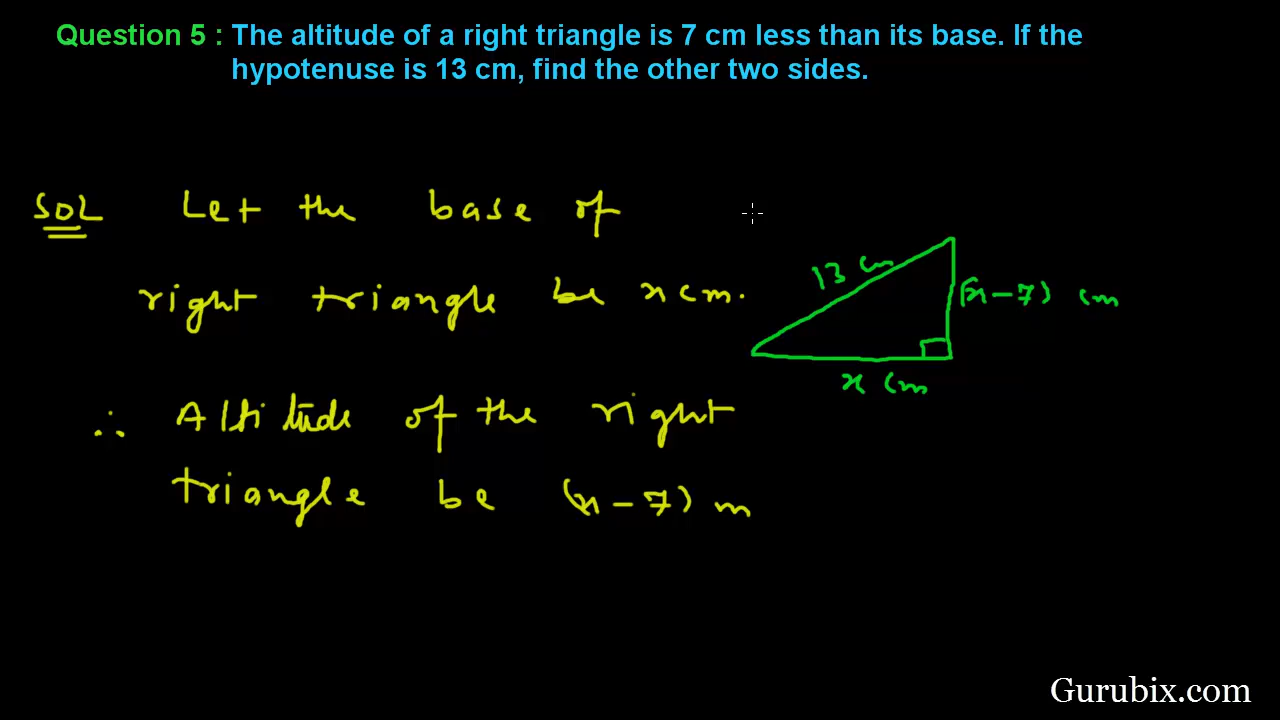 Question 5 : The altitude of a right triangle is 7 cm less than its base. If the
hypotenuse is 13 cm, find the other two sides.
SOL Let the base of
right triangle be x cm.
13 cm
(x-7) cm
x cm
∴ Altitude of the right
triangle be (x-7) m
Gurubix.com